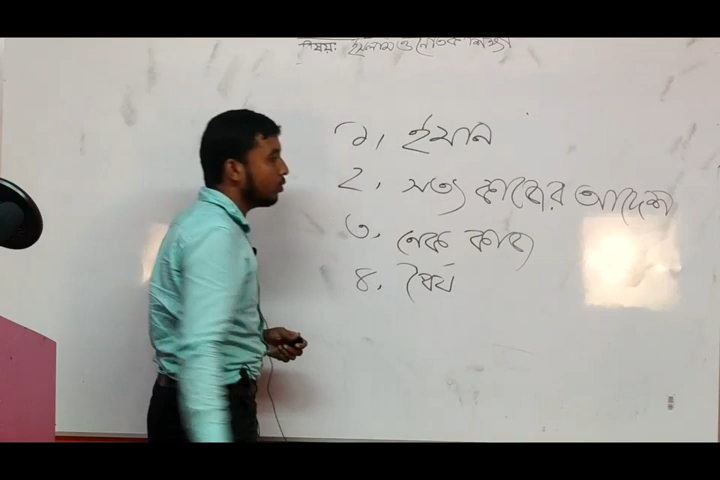 বিষয়: ইসলাম ও নৈতিক শিক্ষা
১। ঈমান
২. সত্য কাজের আদেশ
৩. নেক কাজ
৪. ধৈর্য